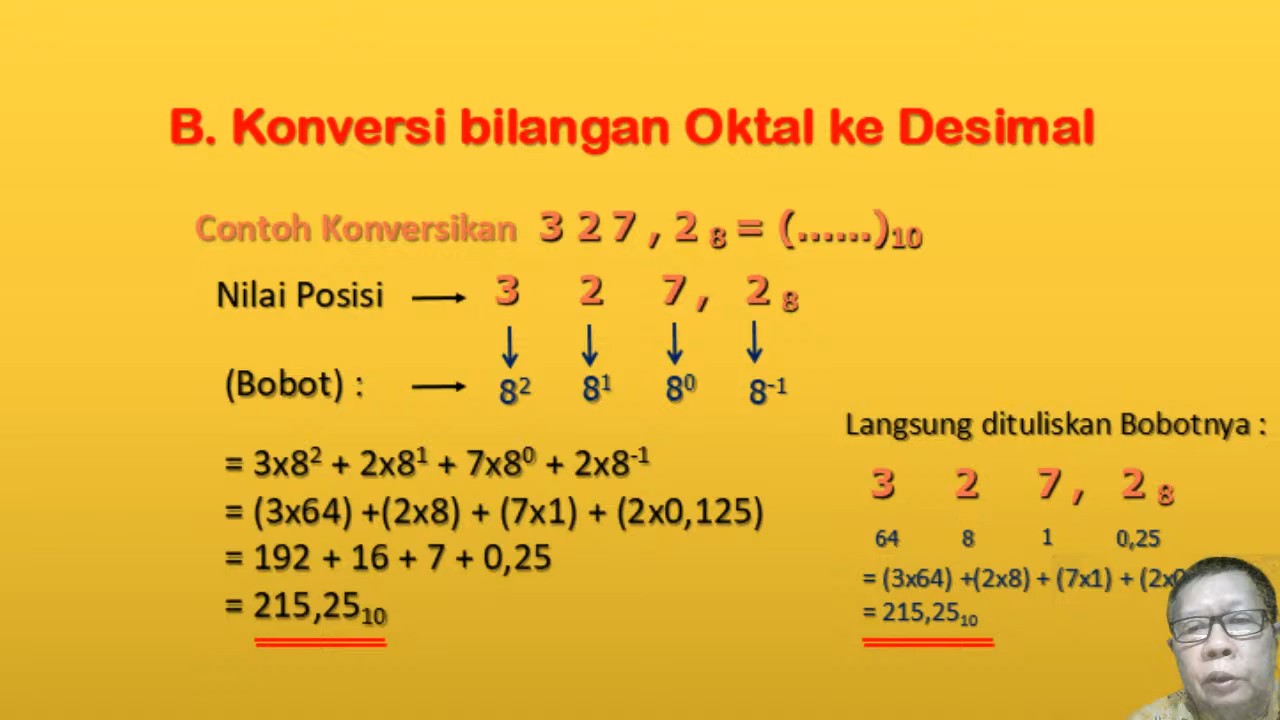 B. Konversi bilangan Oktal ke Desimal
Contoh Konversikan 3 2 7 , 2 ₈ = (......)₁₀
Nilai Posisi → 3 2 7 , 2 ₈
(Bobot) : → 8² 8¹ 8⁰ 8⁻¹
= 3x8² + 2x8¹ + 7x8⁰ + 2x8⁻¹
= (3x64) +(2x8) + (7x1) + (2x0,125)
= 192 + 16 + 7 + 0,25
= 215,25₁₀
Langsung dituliskan Bobotnya :
3 2 7 , 2 ₈
64 8 1 0,25
= (3x64) +(2x8) + (7x1) + (2x0
= 215,25₁₀